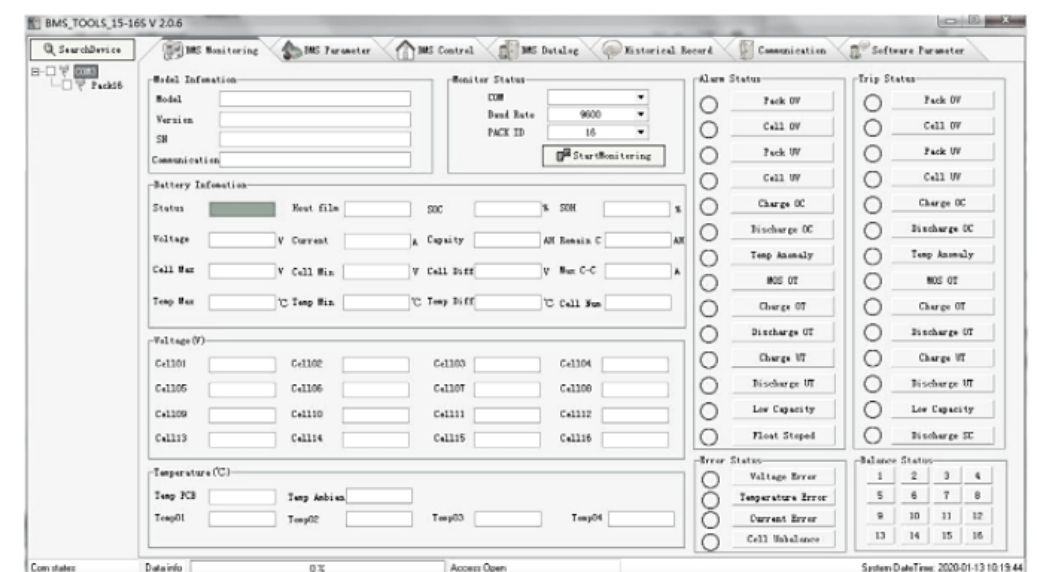 BMS_TOOLS_15-16S V 2.0.6
SearchDevice
BMS Monitoring
BMS Parameter
BMS Control
BMS Datalog
Historical Record
Communication
Software Parameter
COM3
Pack16
Model Infomation
Model
Version
SN
Communication
Monitor Status
COM
Baud Rate 9600
PACK ID 16
StartMonitoring
Battery Infomation
Status Heat film SOC % SOH %
Voltage V Current A Capaity AH Remain C AH
Cell Max V Cell Min V Cell Diff V Max C-C A
Temp Max ℃ Temp Min ℃ Temp Diff ℃ Cell Num
Voltage(V)
Cell01 Cell02 Cell03 Cell04
Cell05 Cell06 Cell07 Cell08
Cell09 Cell10 Cell11 Cell12
Cell13 Cell14 Cell15 Cell16
Temperature(℃)
Temp PCB Temp Ambien
Temp01 Temp02 Temp03 Temp04
Alarm Status
Pack OV
Cell OV
Pack UV
Cell UV
Charge OC
Discharge OC
Temp Anomaly
MOS OT
Charge OT
Discharge OT
Charge UT
Discharge UT
Low Capacity
Float Stoped
Trip Status
Pack OV
Cell OV
Pack UV
Cell UV
Charge OC
Discharge OC
Temp Anomaly
MOS OT
Charge OT
Discharge OT
Charge UT
Discharge UT
Low Capacity
Discharge SC
Error Status
Voltage Error
Temperature Error
Current Error
Cell Unbalance
Balance Status
1 2 3 4
5 6 7 8
9 10 11 12
13 14 15 16
Com states
Data info
0 %
Access Open
System DateTime: 2020-01-13 10:19:44